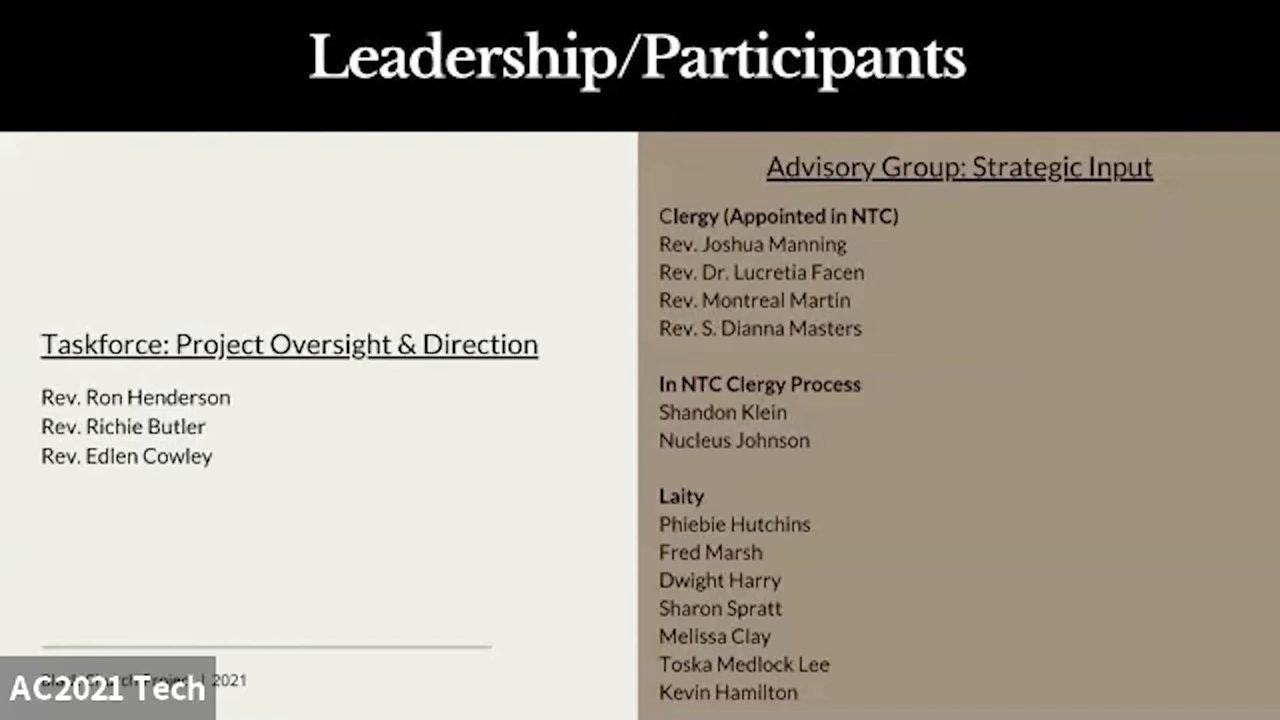 Leadership/Participants
Taskforce: Project Oversight & Direction
Rev. Ron Henderson
Rev. Richie Butler
Rev. Edlen Cowley
Advisory Group: Strategic Input
Clergy (Appointed in NTC)
Rev. Joshua Manning
Rev. Dr. Lucretia Facen
Rev. Montreal Martin
Rev. S. Dianna Masters
In NTC Clergy Process
Shandon Klein
Nucleus Johnson
Laity
Phiebie Hutchins
Fred Marsh
Dwight Harry
Sharon Spratt
Melissa Clay
Toska Medlock Lee
Kevin Hamilton
| 2021
AC2021 Tech